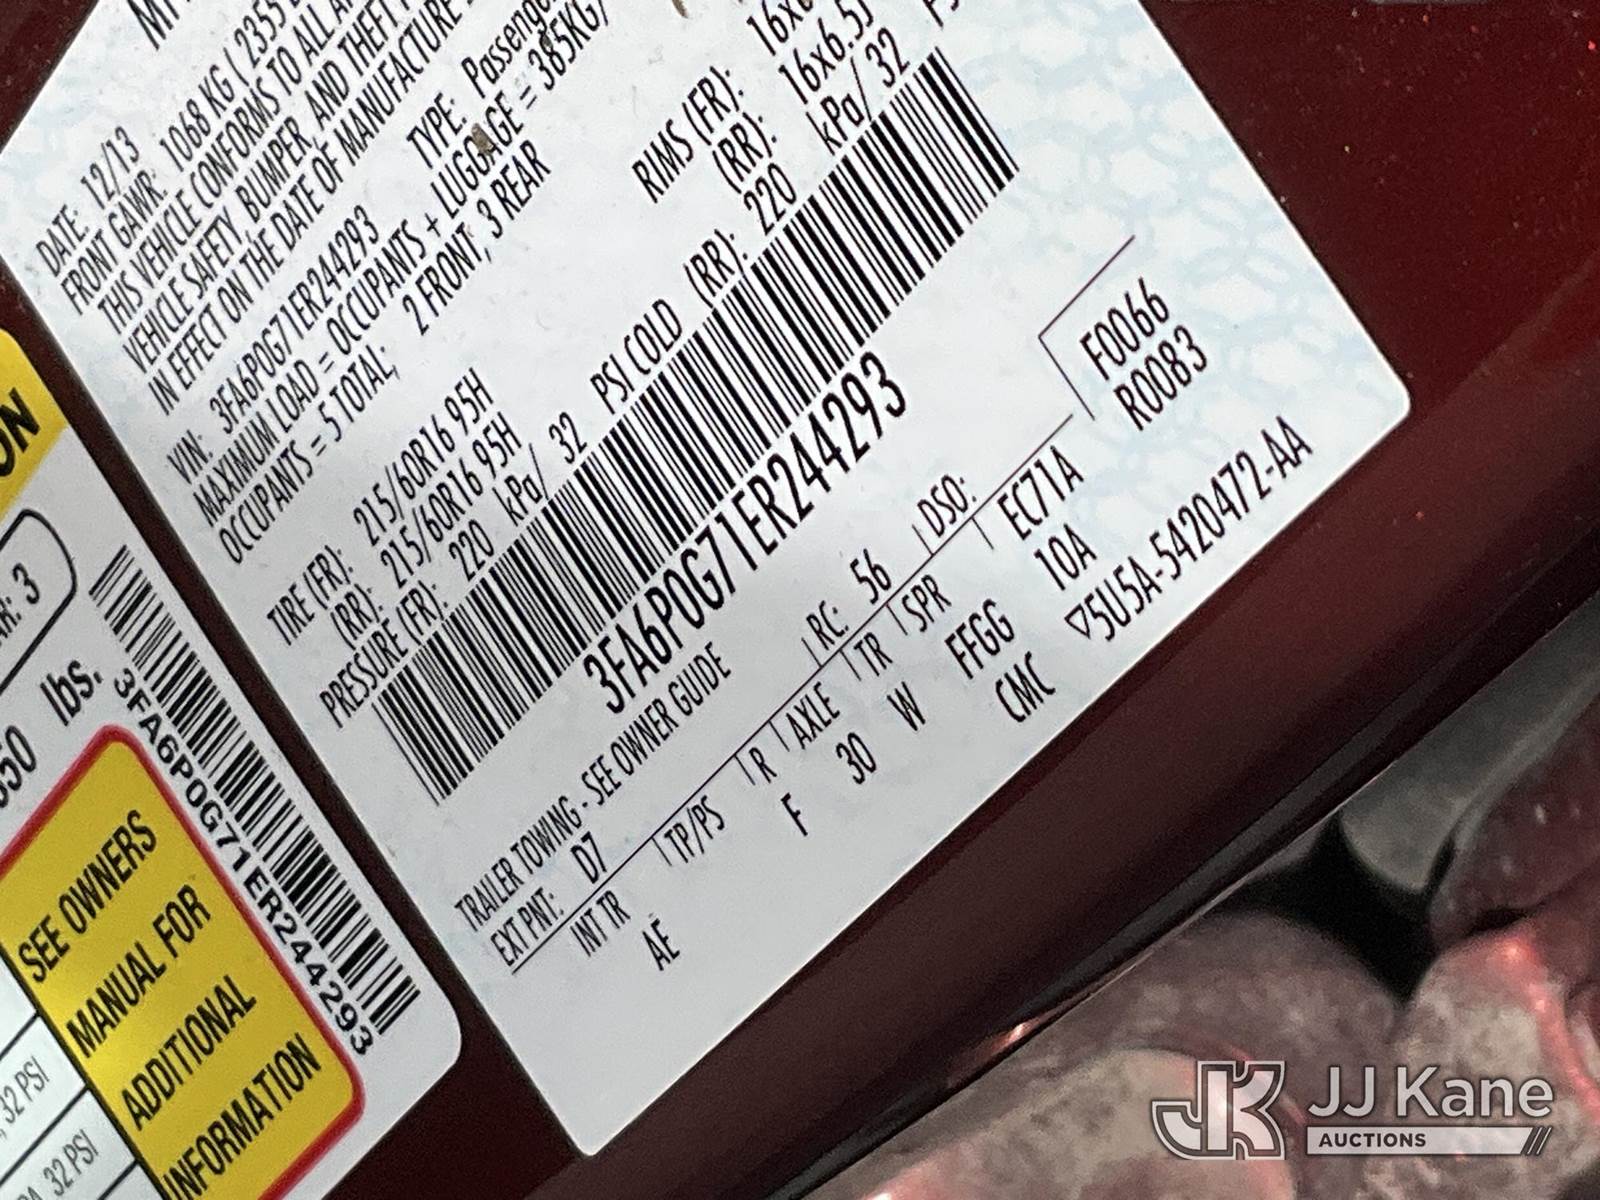 DATE: 12/13
FRONT GAWR: 1068 KG ( 2355
THIS VEHICLE CONFORMS TO ALL
VEHICLE SAFETY, BUMPER, AND THEFT
IN EFFECT ON THE DATE OF MANUFACTURE
VIN: 3FA6P0G71ER244293 TYPE:
MAXIMUM LOAD = OCCUPANTS + LUGGAGE = 385KG/
OCCUPANTS = 5 TOTAL; 2 FRONT, 3 REAR
TIRE (FR): 215/60R16 95H RIMS (FR):
(RR): 215/60R16 95H (RR): 16x6.5J
PRESSURE (FR): 220 kPa/ 32 PSI COLD (RR): 220 kPa/ 32
3FA6P0G71ER244293
TRAILER TOWING - SEE OWNER GUIDE
F0066
R0083
EXT PNT: D7 RC: 56 DSO:
INT TR TP/PS R AXLE TR SPR EC71A
AE F 30 W FFGG 10A
CMC
▽5U5A-5420472-AA
3
lbs.
3FA6P0G71ER244293
SEE OWNERS
MANUAL FOR
ADDITIONAL
INFORMATION
32 PSI
32 PSI
JK JJ Kane
AUCTIONS